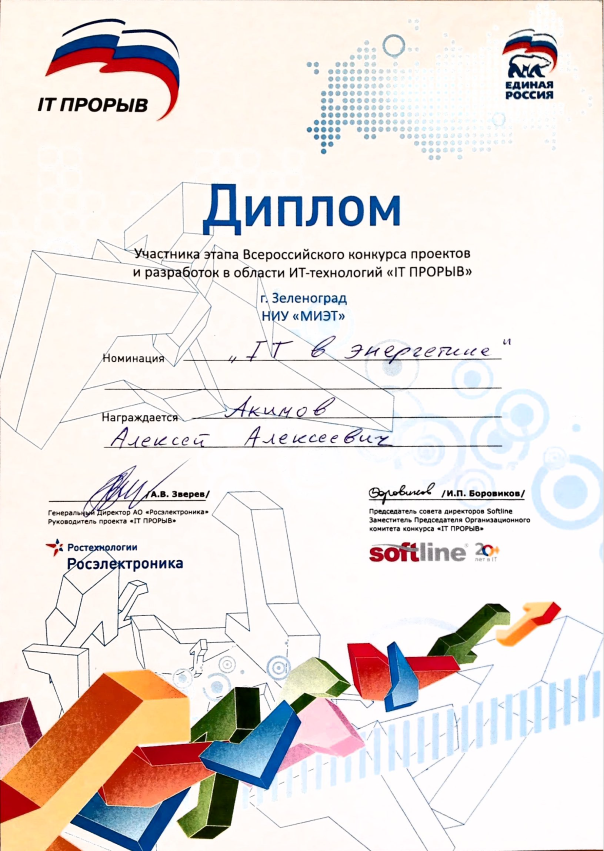 IT ПРОРЫВ
ЕДИНАЯ
РОССИЯ
Диплом
Участника этапа Всероссийского конкурса проектов
и разработок в области ИТ-технологий «IT ПРОРЫВ»
г. Зеленоград
НИУ «МИЭТ»
Номинация „IT в энергетике"
Награждается Акимов
Алексей Алексеевич
/А.В. Зверев/
Генеральный Директор АО «Росэлектроника»
Руководитель проекта «IT ПРОРЫВ»
Ростехнологии
Росэлектроника
Боровиков /И.П. Боровиков/
Председатель совета директоров Softline
Заместитель Председателя Организационного
комитета конкурса «IT ПРОРЫВ»
softline® 20+
лет в IT